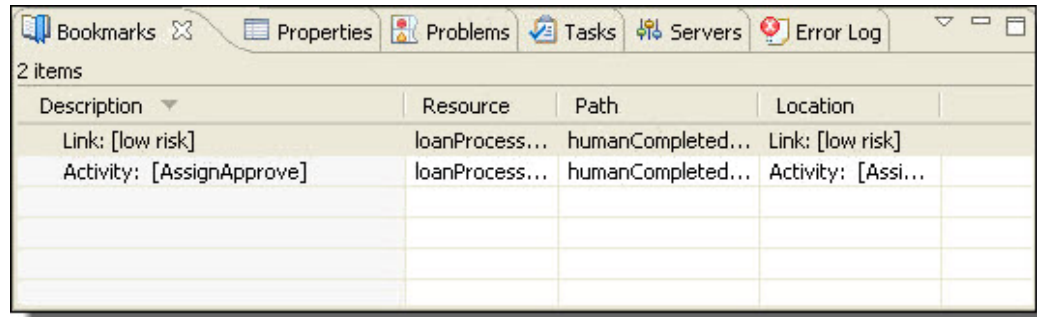 Bookmarks Properties Problems Tasks Servers Error Log
2 items
Description Resource Path Location
Link: [low risk] loanProcess... humanCompleted... Link: [low risk]
Activity: [AssignApprove] loanProcess... humanCompleted... Activity: [Assi...